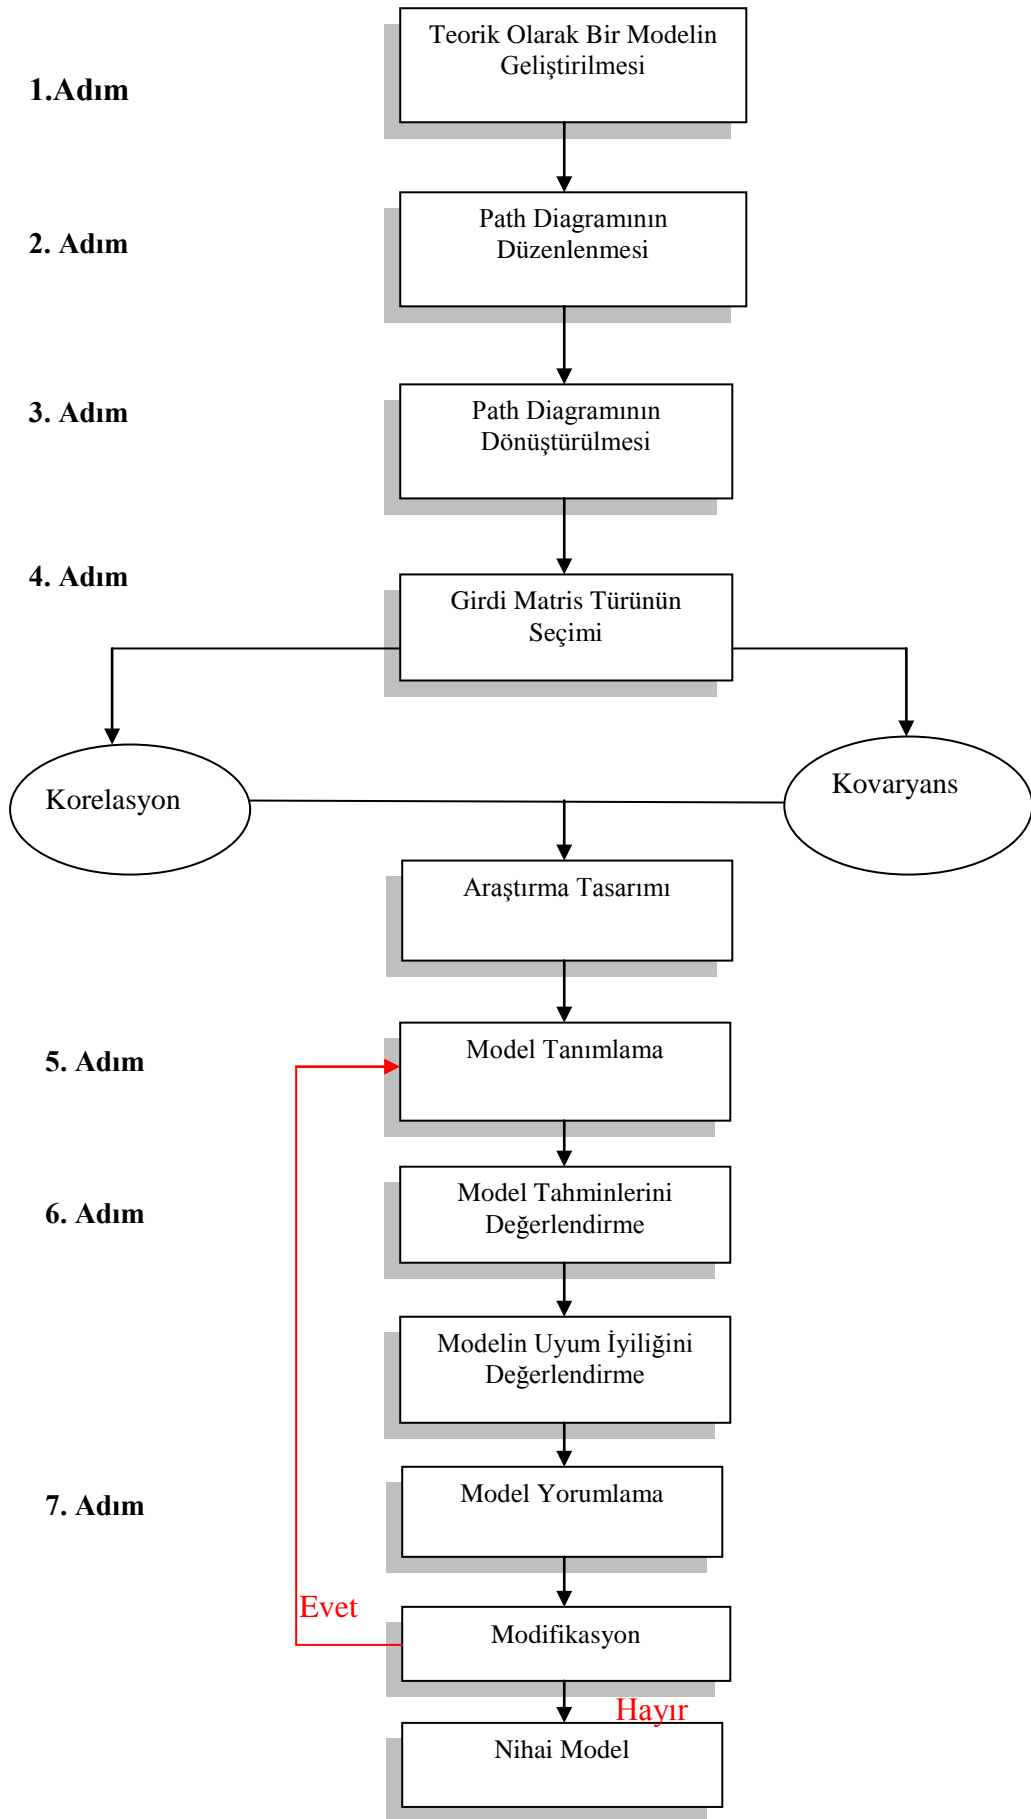 Teorik Olarak Bir Modelin
Geliştirilmesi
1.Adım
Path Diagramının
Düzenlenmesi
2. Adım
Path Diagramının
Dönüştürülmesi
3. Adım
4. Adım
Girdi Matris Türünün
Seçimi
Korelasyon
Kovaryans
Araştırma Tasarımı
Model Tanımlama
5. Adım
Model Tahminlerini
Değerlendirme
6. Adım
Modelin Uyum İyiliğini
Değerlendirme
Model Yorumlama
7. Adım
Evet
Modifikasyon
Hayır
Nihai Model